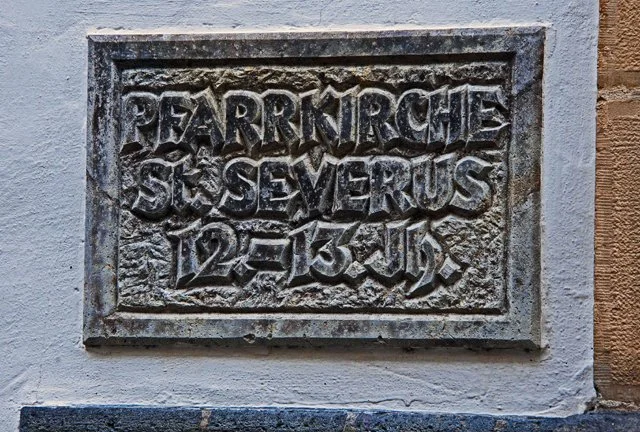 PFARRKIRCHE
St. SEVERUS
12.-13.Jh.